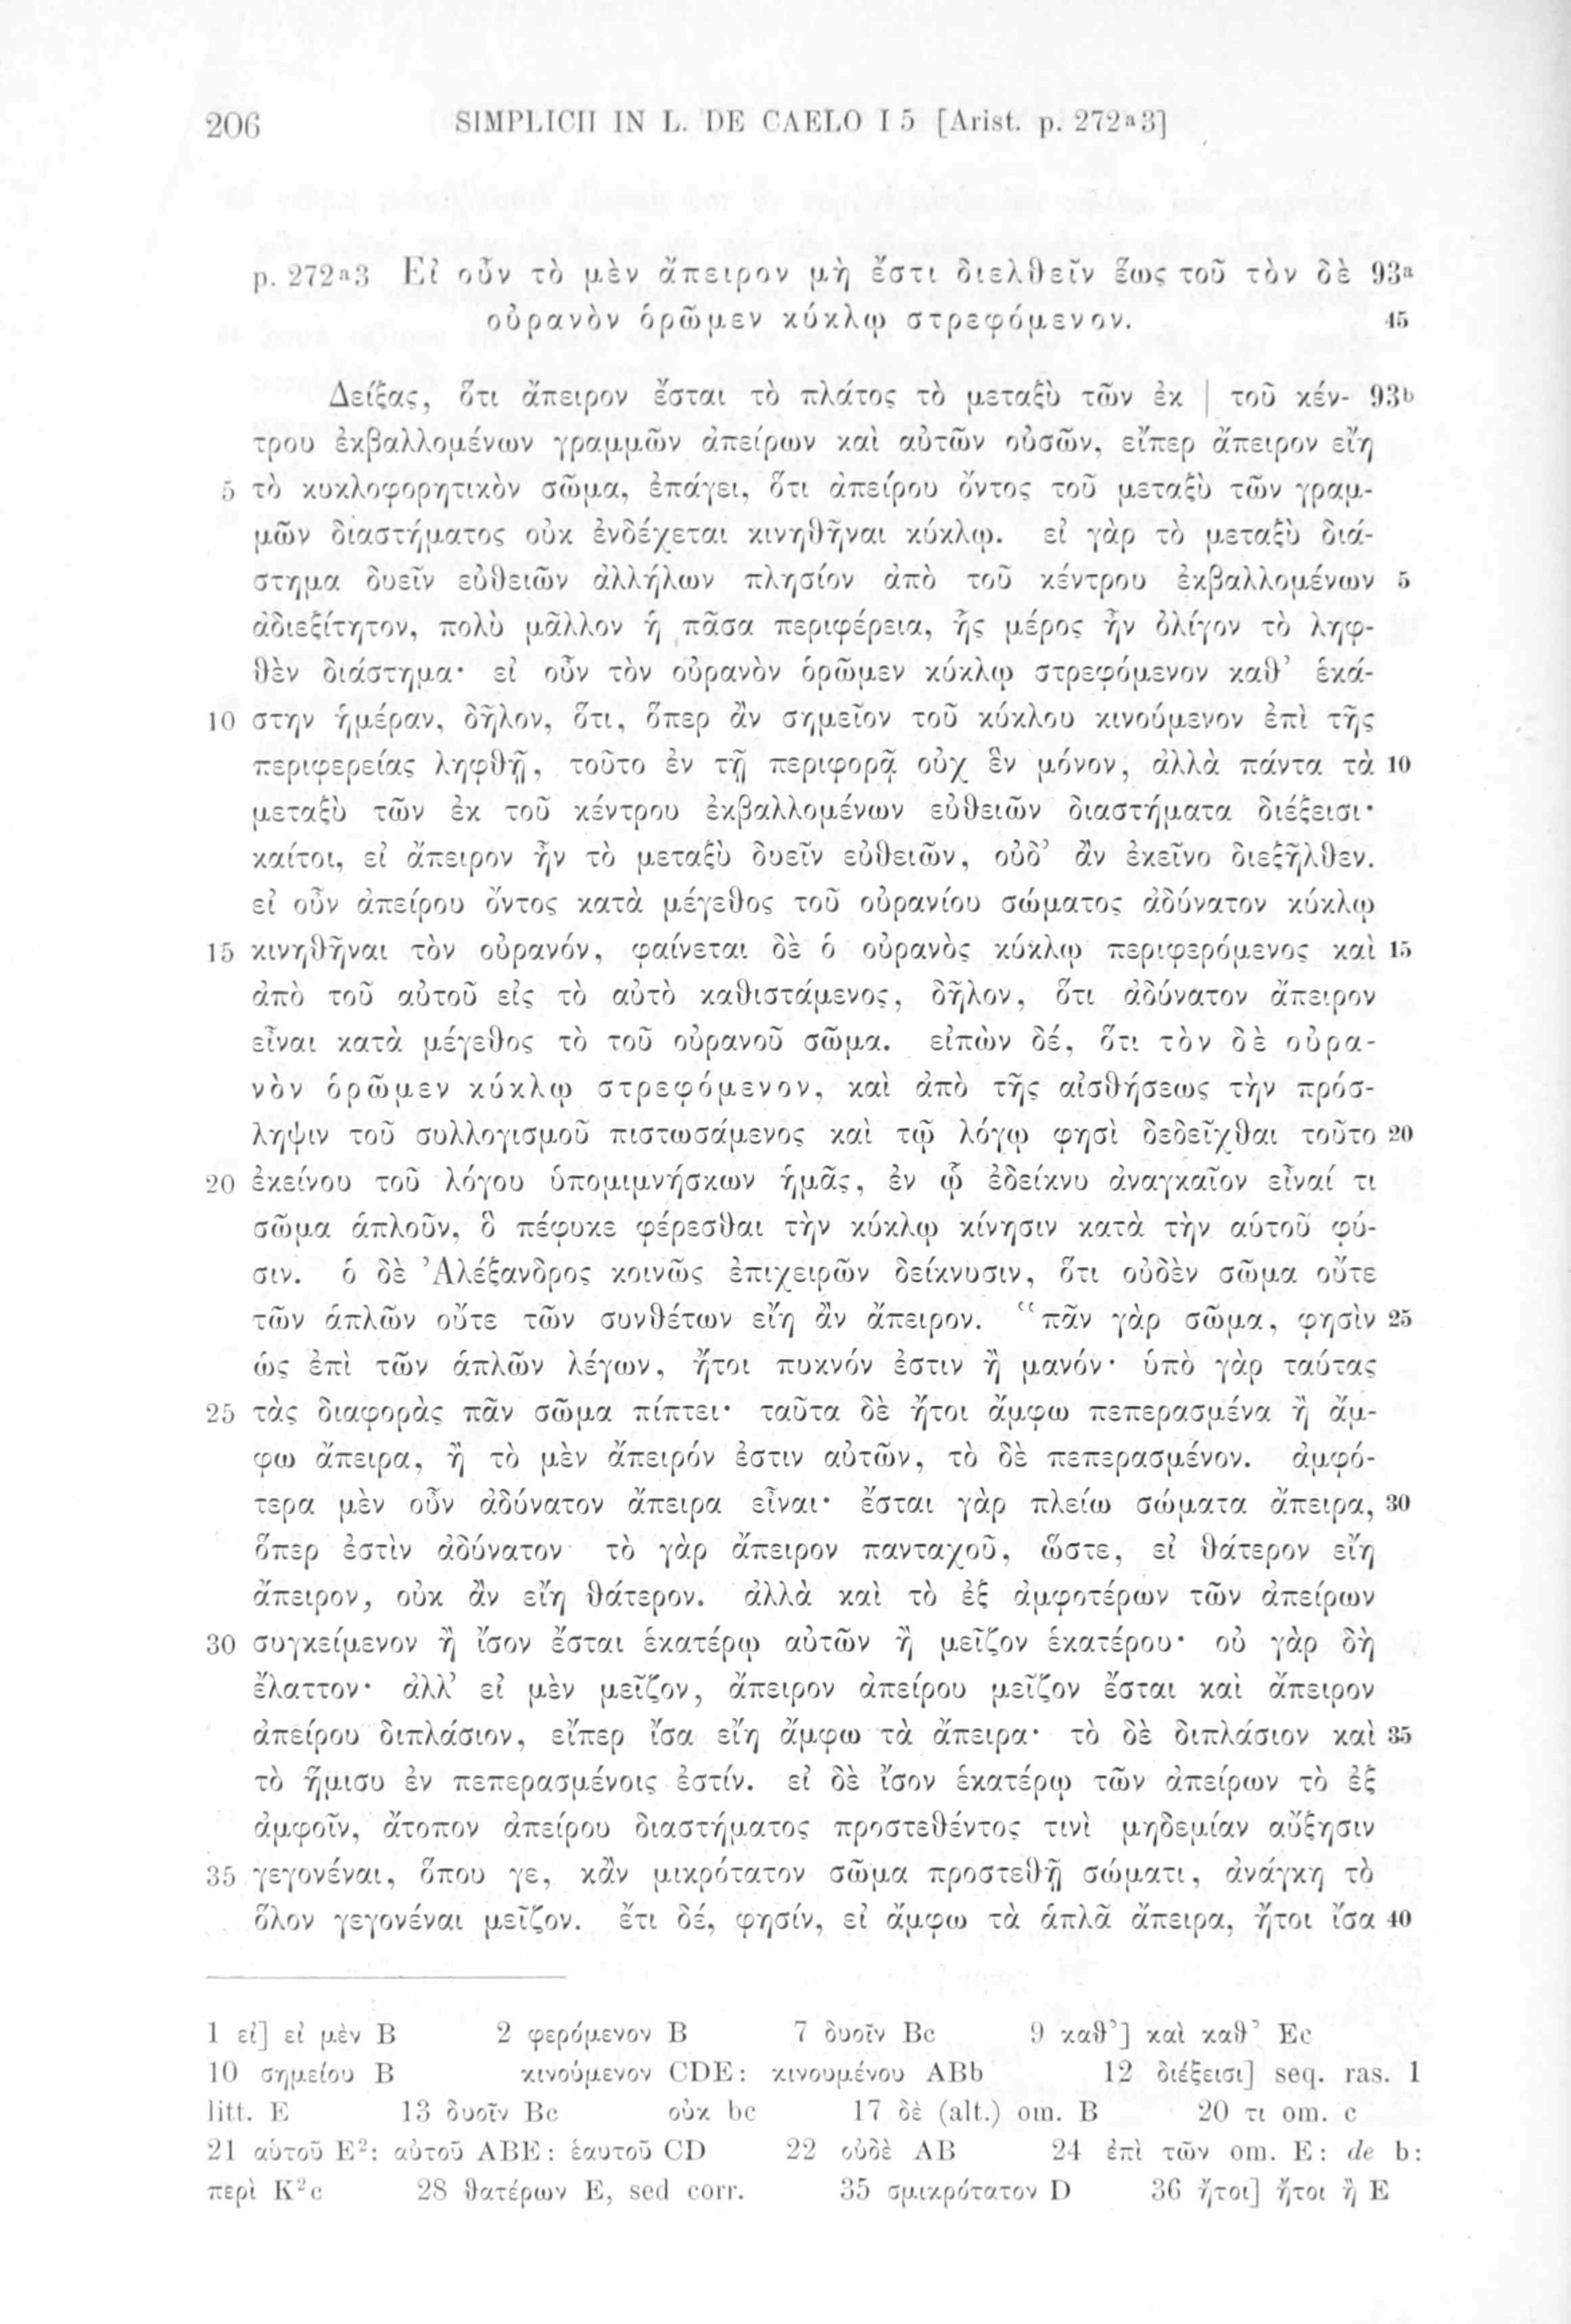 206 SIMPLICII IN L. DE CAELO I 5 [Arist. p. 272ᵃ3]
p. 272ᵃ3 Εἰ οὖν τὸ μὲν ἄπειρον μὴ ἔστι διελθεῖν ἕως τοῦ τὸν δὲ 93ᵃ
οὐρανὸν ὁρῶμεν κύκλῳ στρεφόμενον. 45
Δείξας, ὅτι ἄπειρον ἔσται τὸ πλάτος τὸ μεταξὺ τῶν ἐκ | τοῦ κέν- 93ᵇ
τρου ἐκβαλλομένων γραμμῶν ἀπείρων καὶ αὐτῶν οὐσῶν, εἴπερ ἄπειρον εἴη
5 τὸ κυκλοφορητικὸν σῶμα, ἐπάγει, ὅτι ἀπείρου ὄντος τοῦ μεταξὺ τῶν γραμ-
μῶν διαστήματος οὐκ ἐνδέχεται κινηθῆναι κύκλῳ. εἰ γὰρ τὸ μεταξὺ διά-
στημα δυεῖν εὐθειῶν ἀλλήλων πλησίον ἀπὸ τοῦ κέντρου ἐκβαλλομένων 5
ἀδιεξίτητον, πολὺ μᾶλλον ἡ πᾶσα περιφέρεια, ἧς μέρος ἦν ὀλίγον τὸ ληφ-
θὲν διάστημα· εἰ οὖν τὸν οὐρανὸν ὁρῶμεν κύκλῳ στρεφόμενον καθ’ ἑκά-
10 στην ἡμέραν, δῆλον, ὅτι, ὅπερ ἂν σημεῖον τοῦ κύκλου κινούμενον ἐπὶ τῆς
περιφερείας ληφθῇ, τοῦτο ἐν τῇ περιφορᾷ οὐχ ἓν μόνον, ἀλλὰ πάντα τὰ 10
μεταξὺ τῶν ἐκ τοῦ κέντρου ἐκβαλλομένων εὐθειῶν διαστήματα διέξεισι·
καίτοι, εἰ ἄπειρον ἦν τὸ μεταξὺ δυεῖν εὐθειῶν, οὐδ’ ἂν ἐκεῖνο διεξῆλθεν.
εἰ οὖν ἀπείρου ὄντος κατὰ μέγεθος τοῦ οὐρανίου σώματος ἀδύνατον κύκλῳ
15 κινηθῆναι τὸν οὐρανόν, φαίνεται δὲ ὁ οὐρανὸς κύκλῳ περιφερόμενος καὶ 15
ἀπὸ τοῦ αὐτοῦ εἰς τὸ αὐτὸ καθιστάμενος, δῆλον, ὅτι ἀδύνατον ἄπειρον
εἶναι κατὰ μέγεθος τὸ τοῦ οὐρανοῦ σῶμα. εἰπὼν δέ, ὅτι τὸν δὲ οὐρα-
νὸν ὁρῶμεν κύκλῳ στρεφόμενον, καὶ ἀπὸ τῆς αἰσθήσεως τὴν πρόσ-
ληψιν τοῦ συλλογισμοῦ πιστωσάμενος καὶ τῷ λόγῳ φησὶ δεδεῖχθαι τοῦτο 20
20 ἐκείνου τοῦ λόγου ὑπομιμνήσκων ἡμᾶς, ἐν ᾧ ἐδείκνυ ἀναγκαῖον εἶναί τι
σῶμα ἁπλοῦν, ὃ πέφυκε φέρεσθαι τὴν κύκλῳ κίνησιν κατὰ τὴν αὑτοῦ φύ-
σιν. ὁ δὲ Ἀλέξανδρος κοινῶς ἐπιχειρῶν δείκνυσιν, ὅτι οὐδὲν σῶμα οὔτε
τῶν ἁπλῶν οὔτε τῶν συνθέτων εἴη ἂν ἄπειρον. “πᾶν γὰρ σῶμα, φησὶν 25
ὡς ἐπὶ τῶν ἁπλῶν λέγων, ἤτοι πυκνόν ἐστιν ἢ μανόν· ὑπὸ γὰρ ταύτας
25 τὰς διαφορὰς πᾶν σῶμα πίπτει· ταῦτα δὲ ἤτοι ἄμφω πεπερασμένα ἢ ἄμ-
φω ἄπειρα, ἢ τὸ μὲν ἄπειρόν ἐστιν αὐτῶν, τὸ δὲ πεπερασμένον. ἀμφό-
τερα μὲν οὖν ἀδύνατον ἄπειρα εἶναι· ἔσται γὰρ πλείω σώματα ἄπειρα, 30
ὅπερ ἐστὶν ἀδύνατον· τὸ γὰρ ἄπειρον πανταχοῦ, ὥστε, εἰ θάτερον εἴη
ἄπειρον, οὐκ ἂν εἴη θάτερον. ἀλλὰ καὶ τὸ ἐξ ἀμφοτέρων τῶν ἀπείρων
30 συγκείμενον ἢ ἴσον ἔσται ἑκατέρῳ αὐτῶν ἢ μεῖζον ἑκατέρου· οὐ γὰρ δὴ
ἔλαττον· ἀλλ’ εἰ μὲν μεῖζον, ἄπειρον ἀπείρου μεῖζον ἔσται καὶ ἄπειρον
ἀπείρου διπλάσιον, εἴπερ ἴσα εἴη ἄμφω τὰ ἄπειρα· τὸ δὲ διπλάσιον καὶ 35
τὸ ἥμισυ ἐν πεπερασμένοις ἐστίν. εἰ δὲ ἴσον ἑκατέρῳ τῶν ἀπείρων τὸ ἐξ
ἀμφοῖν, ἄτοπον ἀπείρου διαστήματος προστεθέντος τινὶ μηδεμίαν αὔξησιν
35 γεγονέναι, ὅπου γε, κἂν μικρότατον σῶμα προστεθῇ σώματι, ἀνάγκη τὸ
ὅλον γεγονέναι μεῖζον. ἔτι δέ, φησίν, εἰ ἄμφω τὰ ἁπλᾶ ἄπειρα, ἤτοι ἴσα 40
1 εἰ] εἰ μὲν B 2 φερόμενον B 7 δυοῖν Bc 9 καθ’] καὶ καθ’ Ec
10 σημείου B κινούμενον CDE: κινουμένου ABb 12 διέξεισι] seq. ras. 1
litt. E 13 δυοῖν Bc οὐκ bc 17 δὲ (alt.) om. B 20 τι om. c
21 αὑτοῦ E²: αὐτοῦ ABE: ἑαυτοῦ CD 22 οὐδὲ AB 24 ἐπὶ τῶν om. E: de b:
περὶ K²c 28 θατέρων E, sed corr. 35 σμικρότατον D 36 ἤτοι] ἤτοι ἢ E